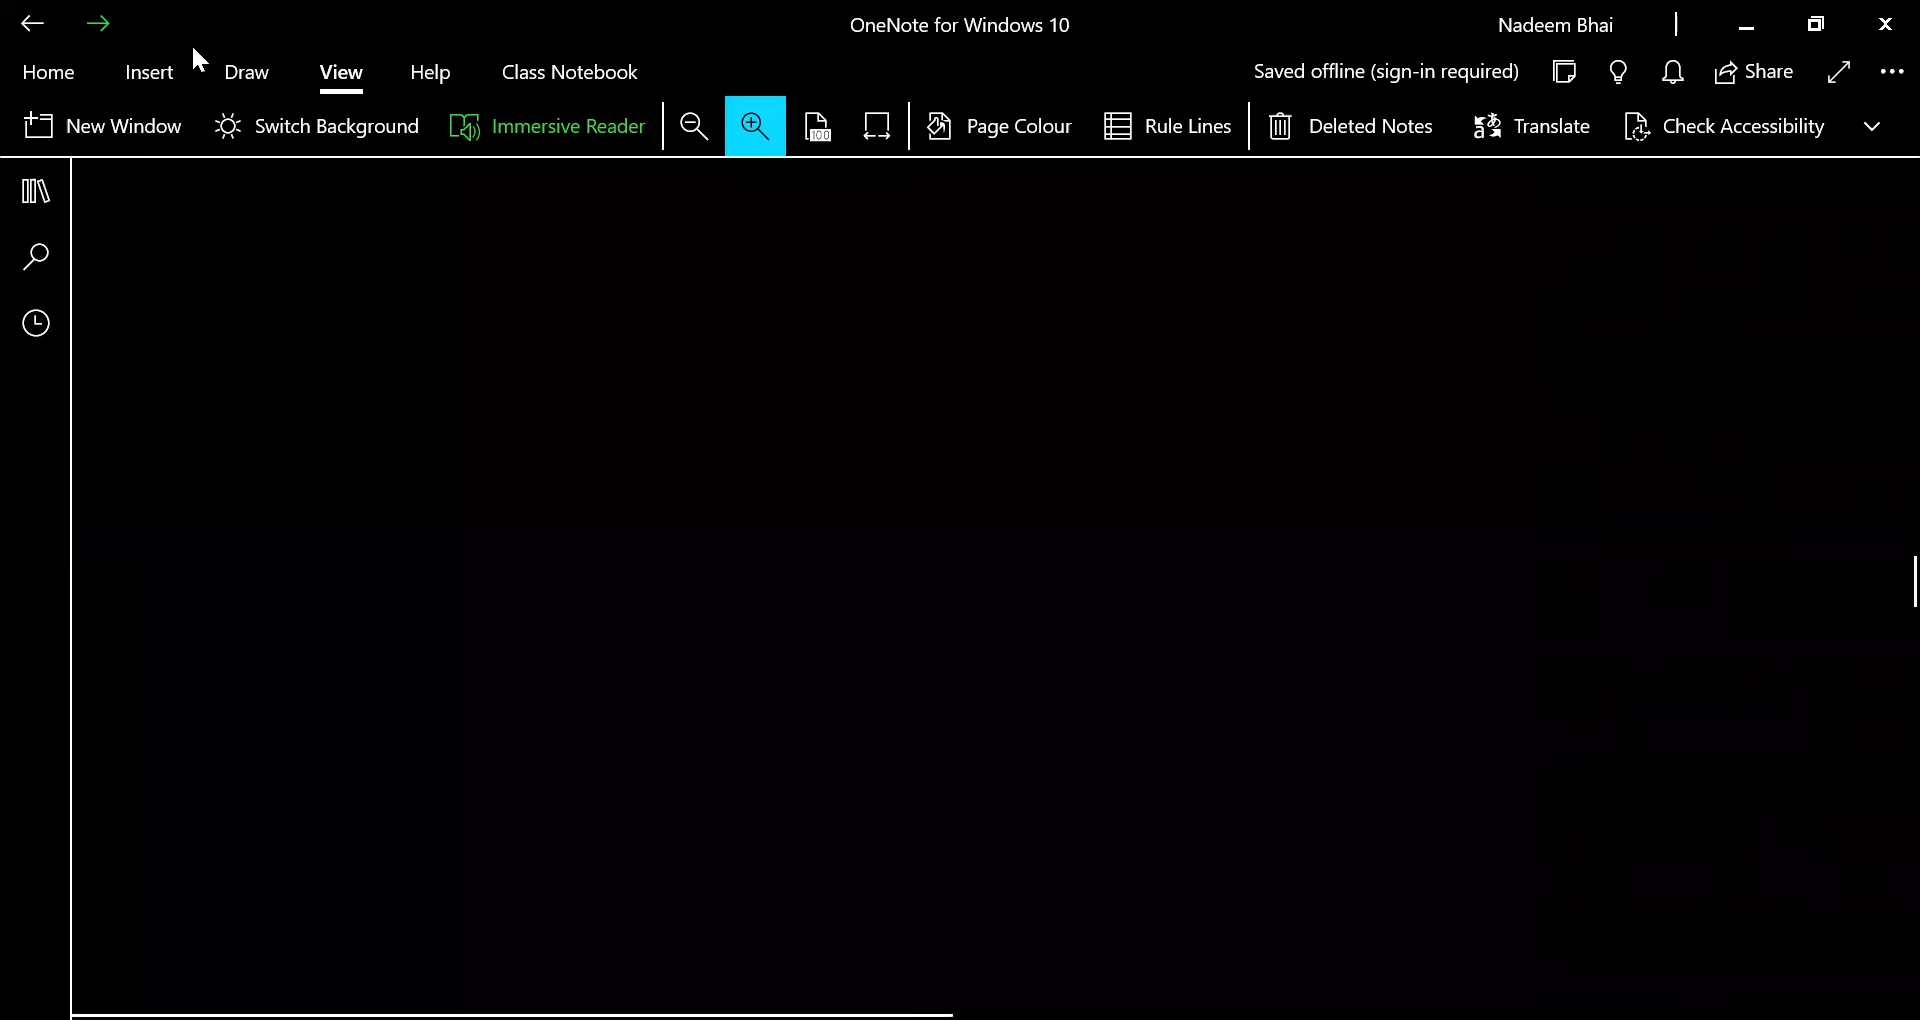 OneNote for Windows 10
Nadeem Bhai
Home Insert Draw View Help Class Notebook
Saved offline (sign-in required) Share
New Window Switch Background Immersive Reader 100 Page Colour Rule Lines Deleted Notes Translate Check Accessibility